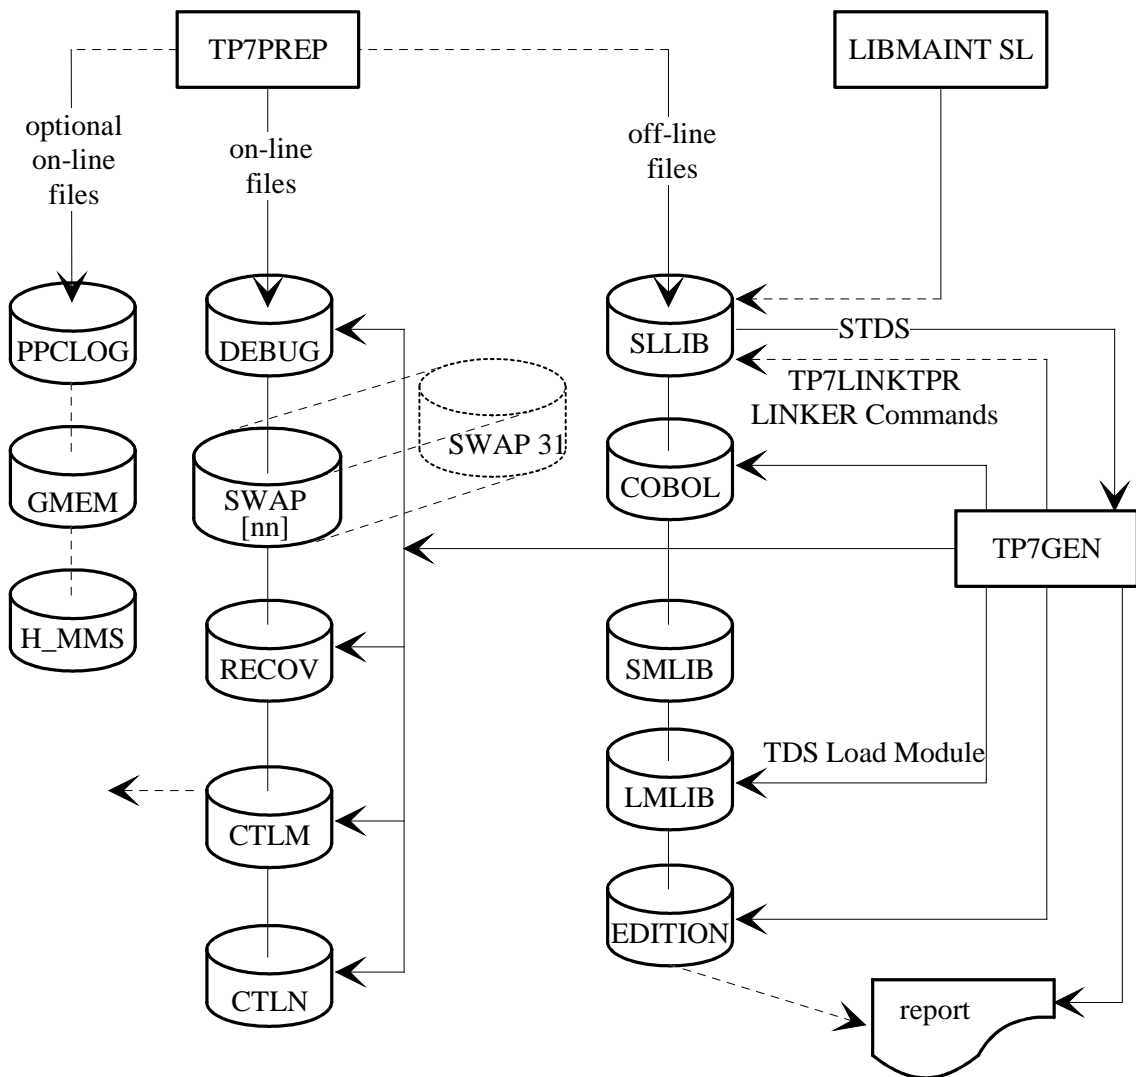 TP7PREP
LIBMAINT SL
optional
on-line
files
on-line
files
off-line
files
PPCLOG
DEBUG
SLLIB
STDS
TP7LINKTPR
LINKER Commands
SWAP 31
GMEM
SWAP
[nn]
COBOL
TP7GEN
H_MMS
RECOV
SMLIB
TDS Load Module
LMLIB
CTLM
EDITION
CTLN
report